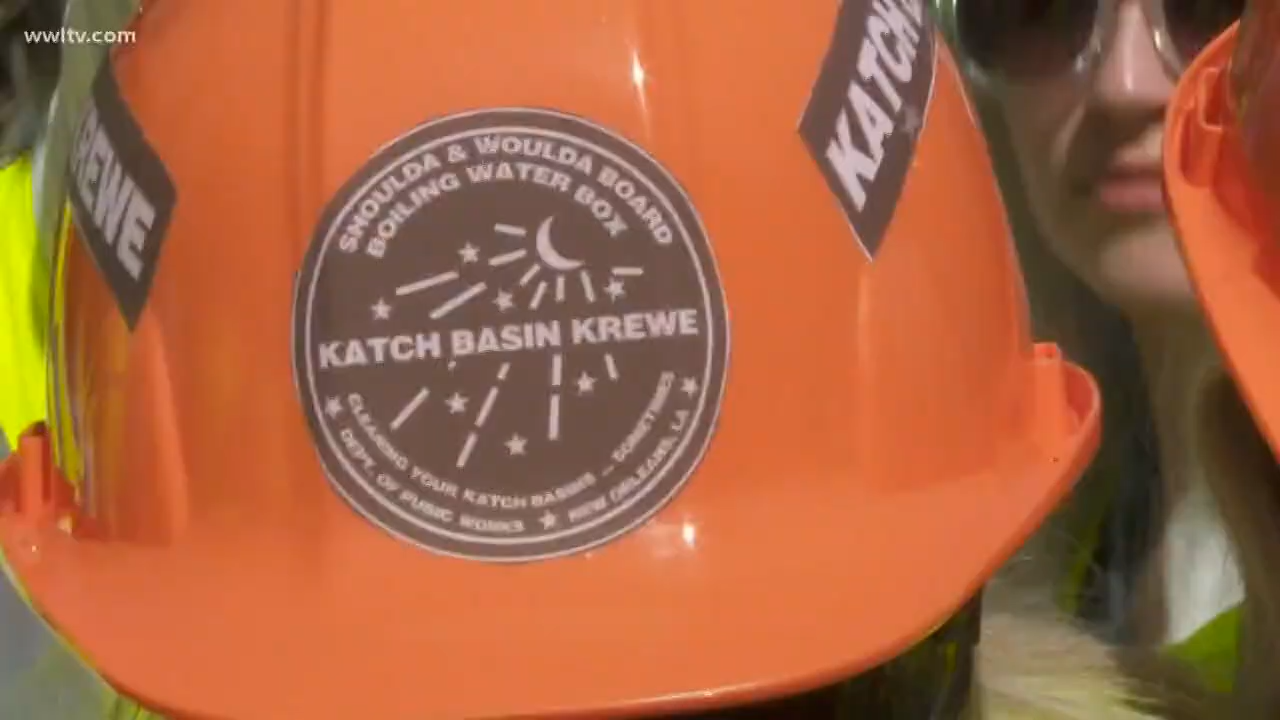 wwltv.com
KREWE
KATCH
SHOULDA & WOULDA BOARD
BOILING WATER BOX
KATCH BASIN KREWE
CLEANING YOUR KATCH BASINS — SOMETIMES
DEPT. OF PUBIC WORKS ★ NEW ORLEANS, LA